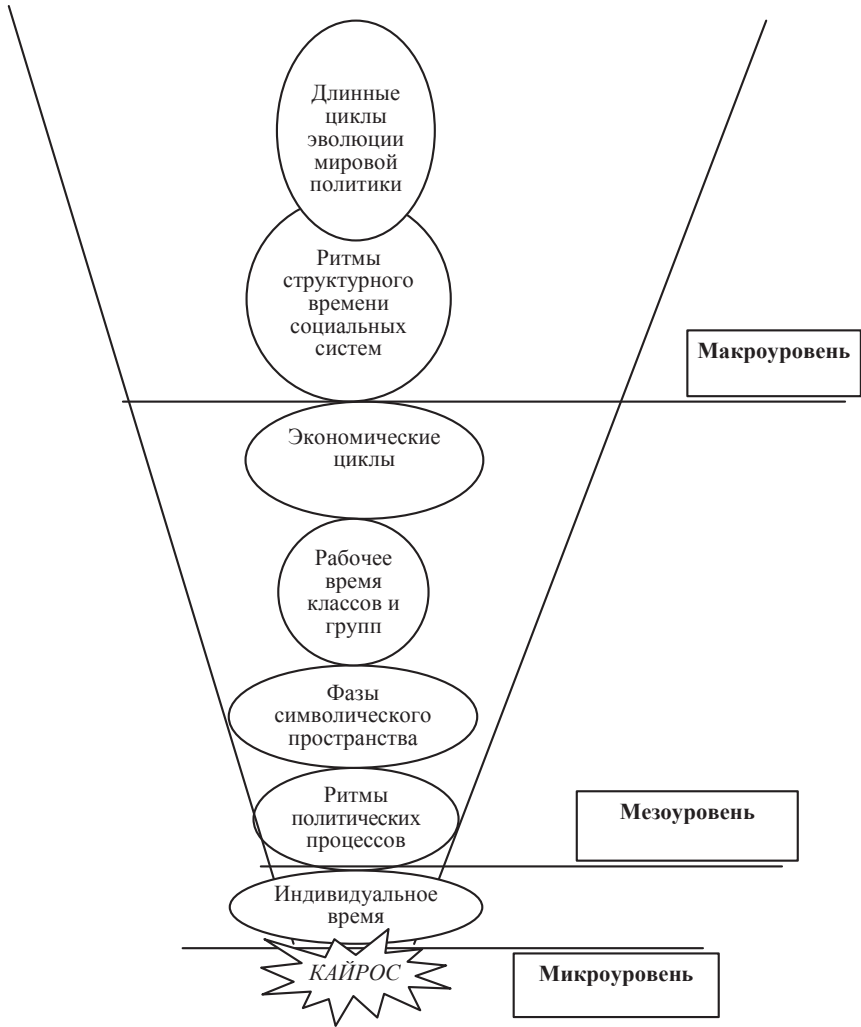 Длинные
циклы
эволюции
мировой
политики
Ритмы
структурного
времени
социальных
систем
Макроуровень
Экономические
циклы
Рабочее
время
классов и
групп
Фазы
символического
пространства
Ритмы
политических
процессов
Мезоуровень
Индивидуальное
время
КАЙРОС
Микроуровень